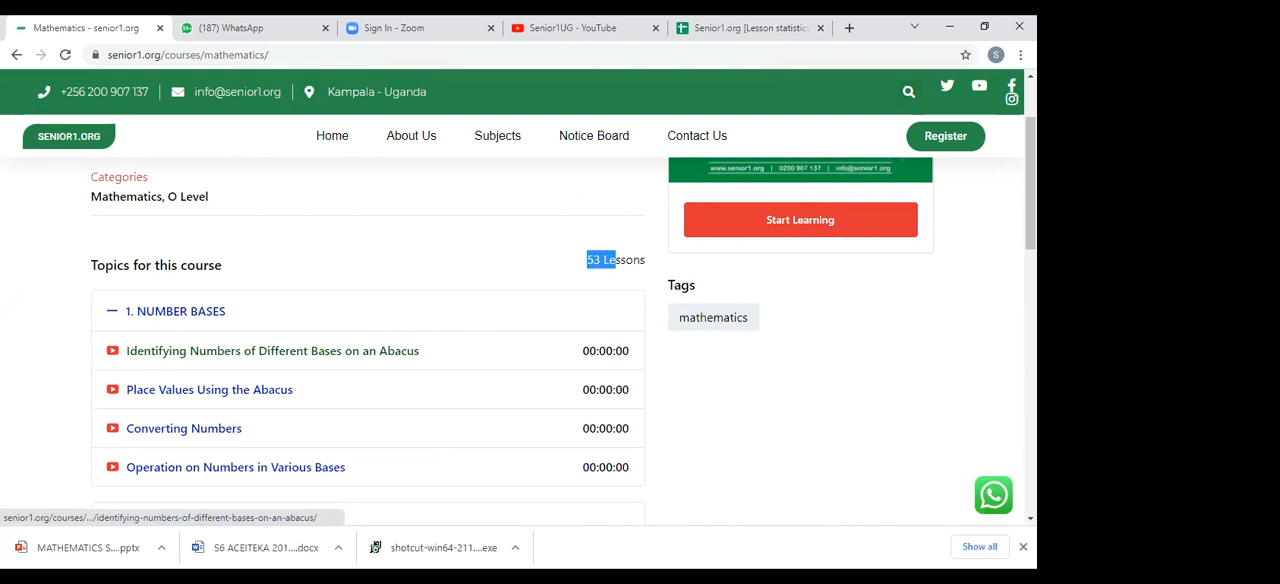 Mathematics - senior1.org
(187) WhatsApp
Sign In - Zoom
Senior1UG - YouTube
Senior1.org [Lesson statistic
senior1.org/courses/mathematics/
S
+256 200 907 137
info@senior1.org
Kampala - Uganda
SENIOR1.ORG
Home
About Us
Subjects
Notice Board
Contact Us
Register
www.senior1.org | 0200 907 137 | info@senior1.org
Categories
Mathematics, O Level
Start Learning
53 Lessons
Topics for this course
Tags
mathematics
1. NUMBER BASES
Identifying Numbers of Different Bases on an Abacus 00:00:00
Place Values Using the Abacus 00:00:00
Converting Numbers 00:00:00
Operation on Numbers in Various Bases 00:00:00
senior1.org/courses/.../identifying-numbers-of-different-bases-on-an-abacus/
MATHEMATICS S....pptx
S6 ACEITEKA 201....docx
shotcut-win64-211....exe
Show all